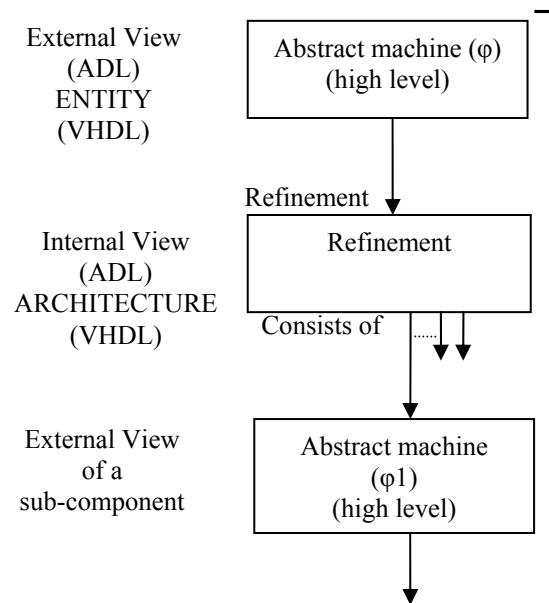 External View
(ADL)
ENTITY
(VHDL)
Abstract machine (φ)
(high level)
Refinement
Internal View
(ADL)
ARCHITECTURE
(VHDL)
Refinement
Consists of
......
External View
of a
sub-component
Abstract machine
(φ1)
(high level)